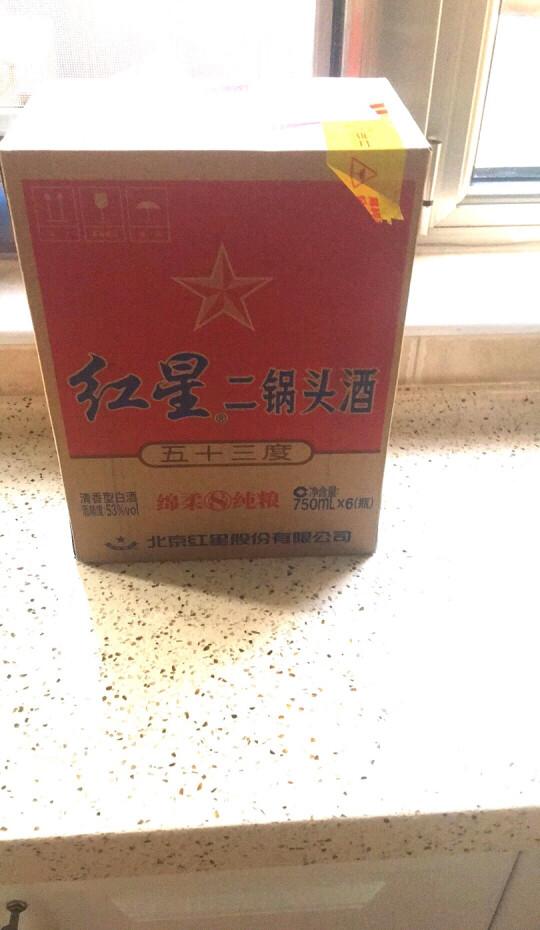 红星®二锅头酒
五十三度
清香型白酒
酒精度:53%vol
绵柔8纯粮
净含量:
750mL×6(瓶)
北京红星股份有限公司